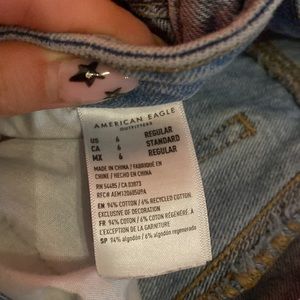 AMERICAN EAGLE
OUTFITTERS
US 6 REGULAR
CA 6 STANDARD
MX 6 REGULAR
MADE IN CHINA / FABRIQUÉ EN
CHINE / HECHO EN CHINA
RN 54485 / CA 33073
EN 94% COTTON / 6% RECYCLED COTTON.
EXCLUSIVE OF DECORATION
FR 94% COTON / 6% COTON RÉGÉNÉRÉ. À
L'EXCEPTION DE LA GARNITURE
SP 94% algodón / 6% algodón regenerado.